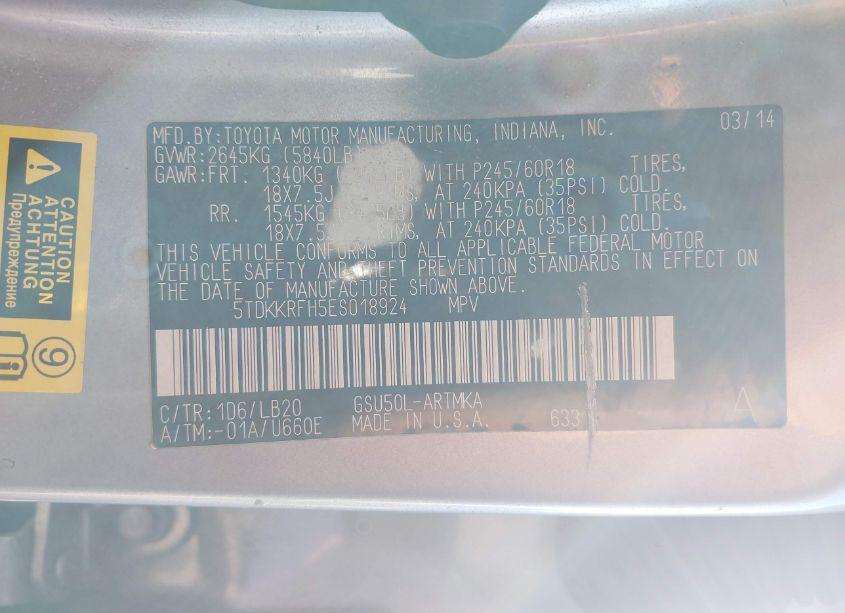 CAUTION
ATTENTION
ACHTUNG
Предупреждение
9
MFD.BY:TOYOTA MOTOR MANUFACTURING, INDIANA, INC. 03/14
GVWR:2645KG (5840LB)
GAWR:FRT. 1340KG WITH P245/60R18 TIRES,
18X7.5J AT 240KPA (35PSI) COLD.
RR. 1545KG WITH P245/60R18 TIRES,
18X7.5 RIMS, AT 240KPA (35PSI) COLD.
THIS VEHICLE CONFORMS TO ALL APPLICABLE FEDERAL MOTOR
VEHICLE SAFETY AND THEFT PREVENTION STANDARDS IN EFFECT ON
THE DATE OF MANUFACTURE SHOWN ABOVE.
5TDKKRFH5ES018924 MPV
C/TR:1D6/LB20 GSU50L-ARTMKA
A/TM:-01A/U660E MADE IN U.S.A. 633 A